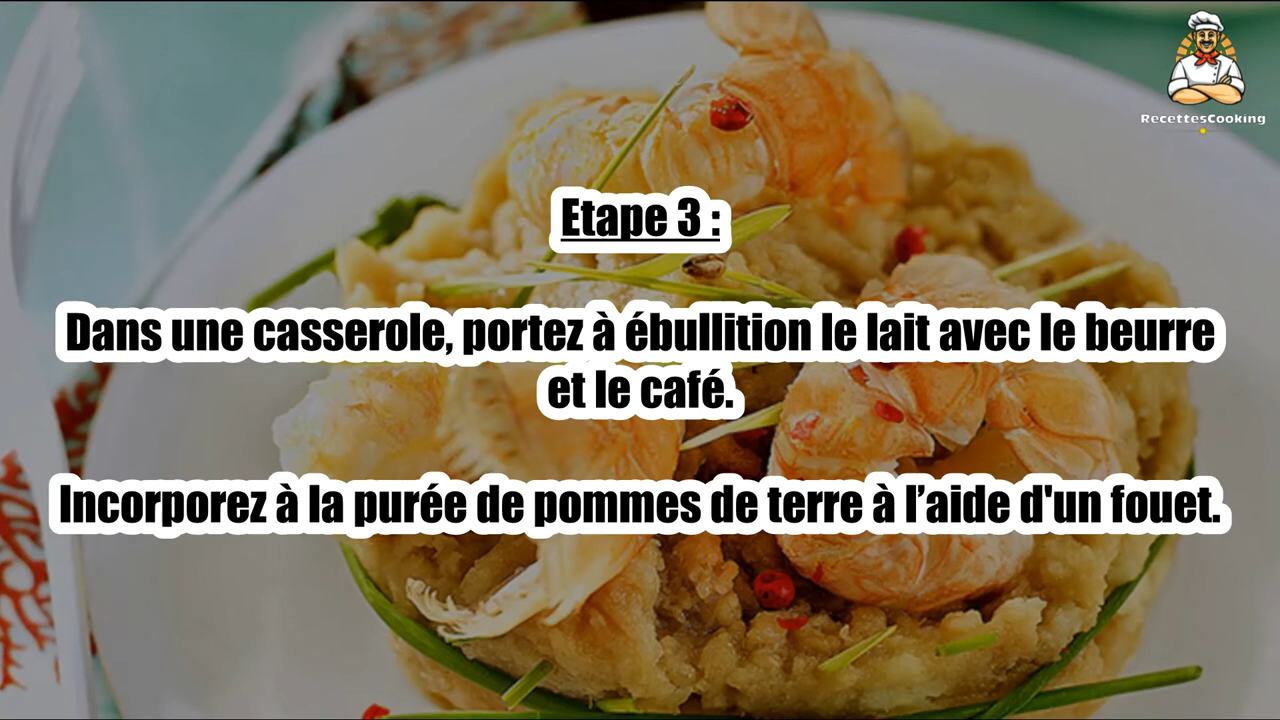 RecettesCooking
Etape 3 :
Dans une casserole, portez à ébullition le lait avec le beurre
et le café.
Incorporez à la purée de pommes de terre à l’aide d'un fouet.